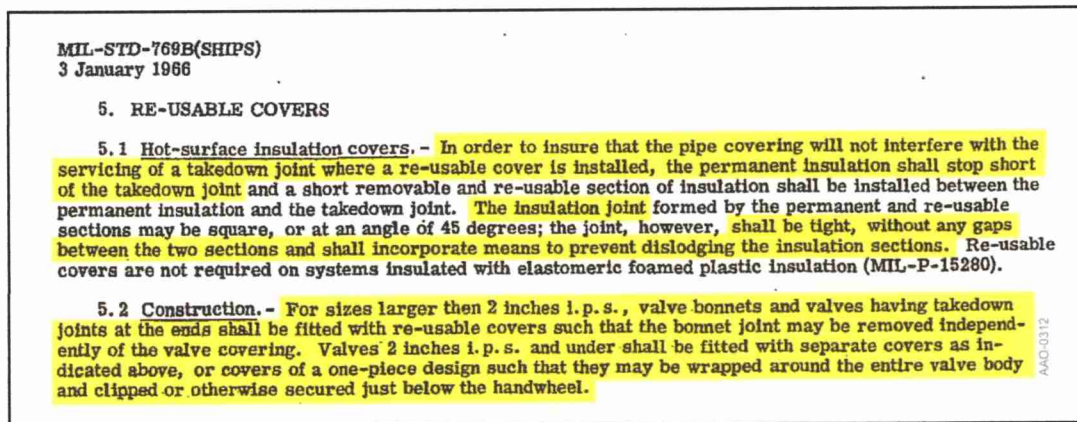 MIL-STD-769B(SHIPS)
3 January 1966
5. RE-USABLE COVERS
5.1 Hot-surface insulation covers. - In order to insure that the pipe covering will not interfere with the
servicing of a takedown joint where a re-usable cover is installed, the permanent insulation shall stop short
of the takedown joint and a short removable and re-usable section of insulation shall be installed between the
permanent insulation and the takedown joint. The insulation joint formed by the permanent and re-usable
sections may be square, or at an angle of 45 degrees; the joint, however, shall be tight, without any gaps
between the two sections and shall incorporate means to prevent dislodging the insulation sections. Re-usable
covers are not required on systems insulated with elastomeric foamed plastic insulation (MIL-P-15280).
5.2 Construction. - For sizes larger then 2 inches i.p.s., valve bonnets and valves having takedown
joints at the ends shall be fitted with re-usable covers such that the bonnet joint may be removed independ-
ently of the valve covering. Valves 2 inches i.p.s. and under shall be fitted with separate covers as in-
dicated above, or covers of a one-piece design such that they may be wrapped around the entire valve body
and clipped or otherwise secured just below the handwheel.
AAO-0312